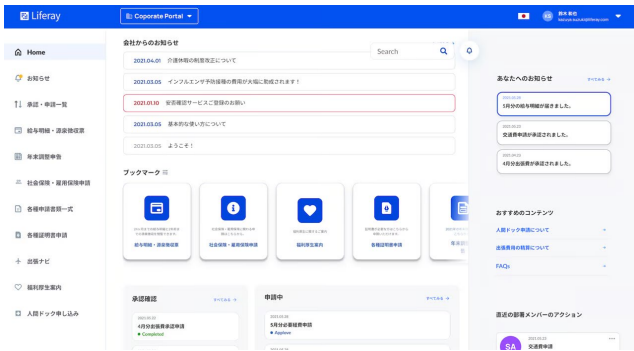 Liferay
Coporate Portal
鈴木 和也
Home
お知らせ
承認・申請一覧
給与明細・源泉徴収票
年末調整申告
社会保険・雇用保険申請
各種申請書類一式
各種証明書申請
出張ナビ
福利厚生案内
人間ドック申し込み
会社からのお知らせ
Search
2021.04.01 介護休暇の制度改正について
2021.03.05 インフルエンザ予防接種の費用が大幅に助成されます！
2021.01.10 安否確認サービスご登録のお願い
2021.03.05 基本的な使い方について
2021.03.05 ようこそ！
ブックマーク
給与明細・源泉徴収票
社会保険・雇用保険申請
福利厚生案内
各種証明書申請
承認確認
すべてみる →
4月分出張費承認申請
Completed
申請中
すべてみる →
5月分必要経費申請
Approve
あなたへのお知らせ
すべてみる →
5月分の給与明細が届きました。
交通費申請が承認されました。
4月分出張費が承認されました。
おすすめのコンテンツ
人間ドック申請について →
出張費用の精算について →
FAQs →
直近の部署メンバーのアクション
SA
交通費申請